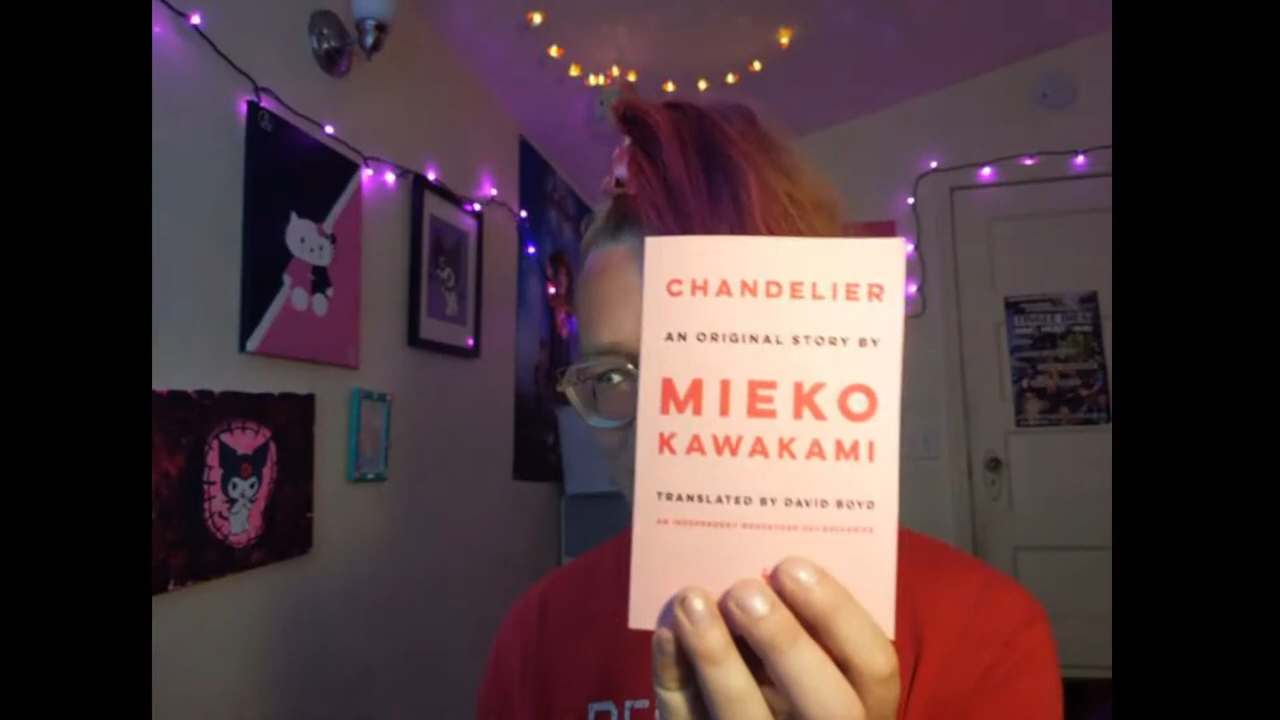 CHANDELIER
AN ORIGINAL STORY BY
MIEKO
KAWAKAMI
TRANSLATED BY DAVID BOYD
AN INDEPENDENT BOOKSTORE DAY EXCLUSIVE